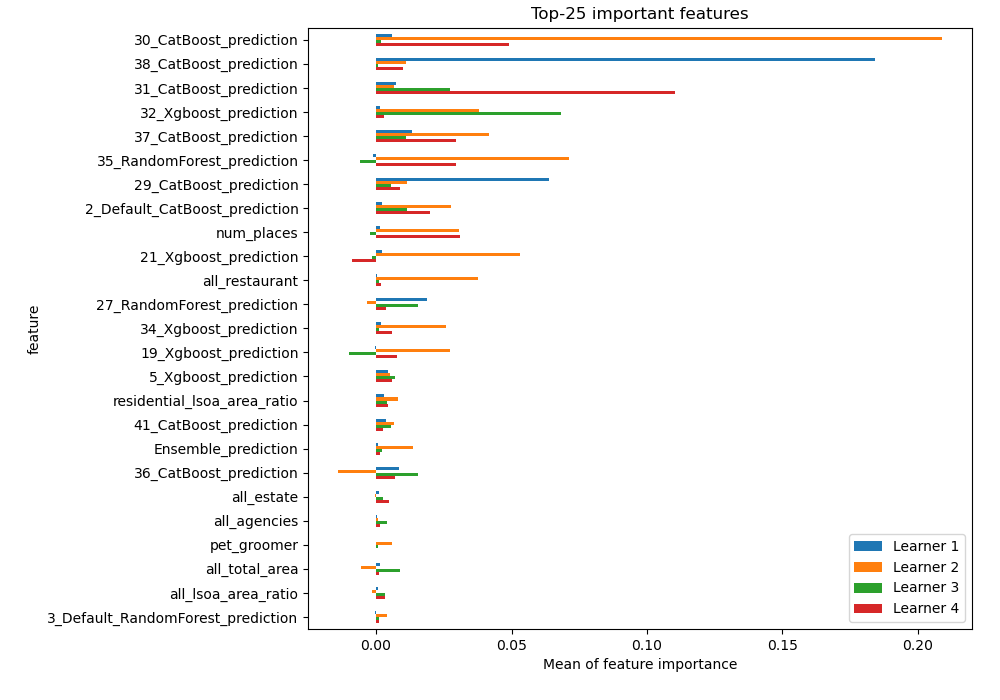 Top-25 important features
30_CatBoost_prediction
38_CatBoost_prediction
31_CatBoost_prediction
32_Xgboost_prediction
37_CatBoost_prediction
35_RandomForest_prediction
29_CatBoost_prediction
2_Default_CatBoost_prediction
num_places
21_Xgboost_prediction
all_restaurant
27_RandomForest_prediction
34_Xgboost_prediction
19_Xgboost_prediction
5_Xgboost_prediction
residential_lsoa_area_ratio
41_CatBoost_prediction
Ensemble_prediction
36_CatBoost_prediction
all_estate
all_agencies
pet_groomer
all_total_area
all_lsoa_area_ratio
3_Default_RandomForest_prediction
feature
Learner 1
Learner 2
Learner 3
Learner 4
0.00 0.05 0.10 0.15 0.20
Mean of feature importance